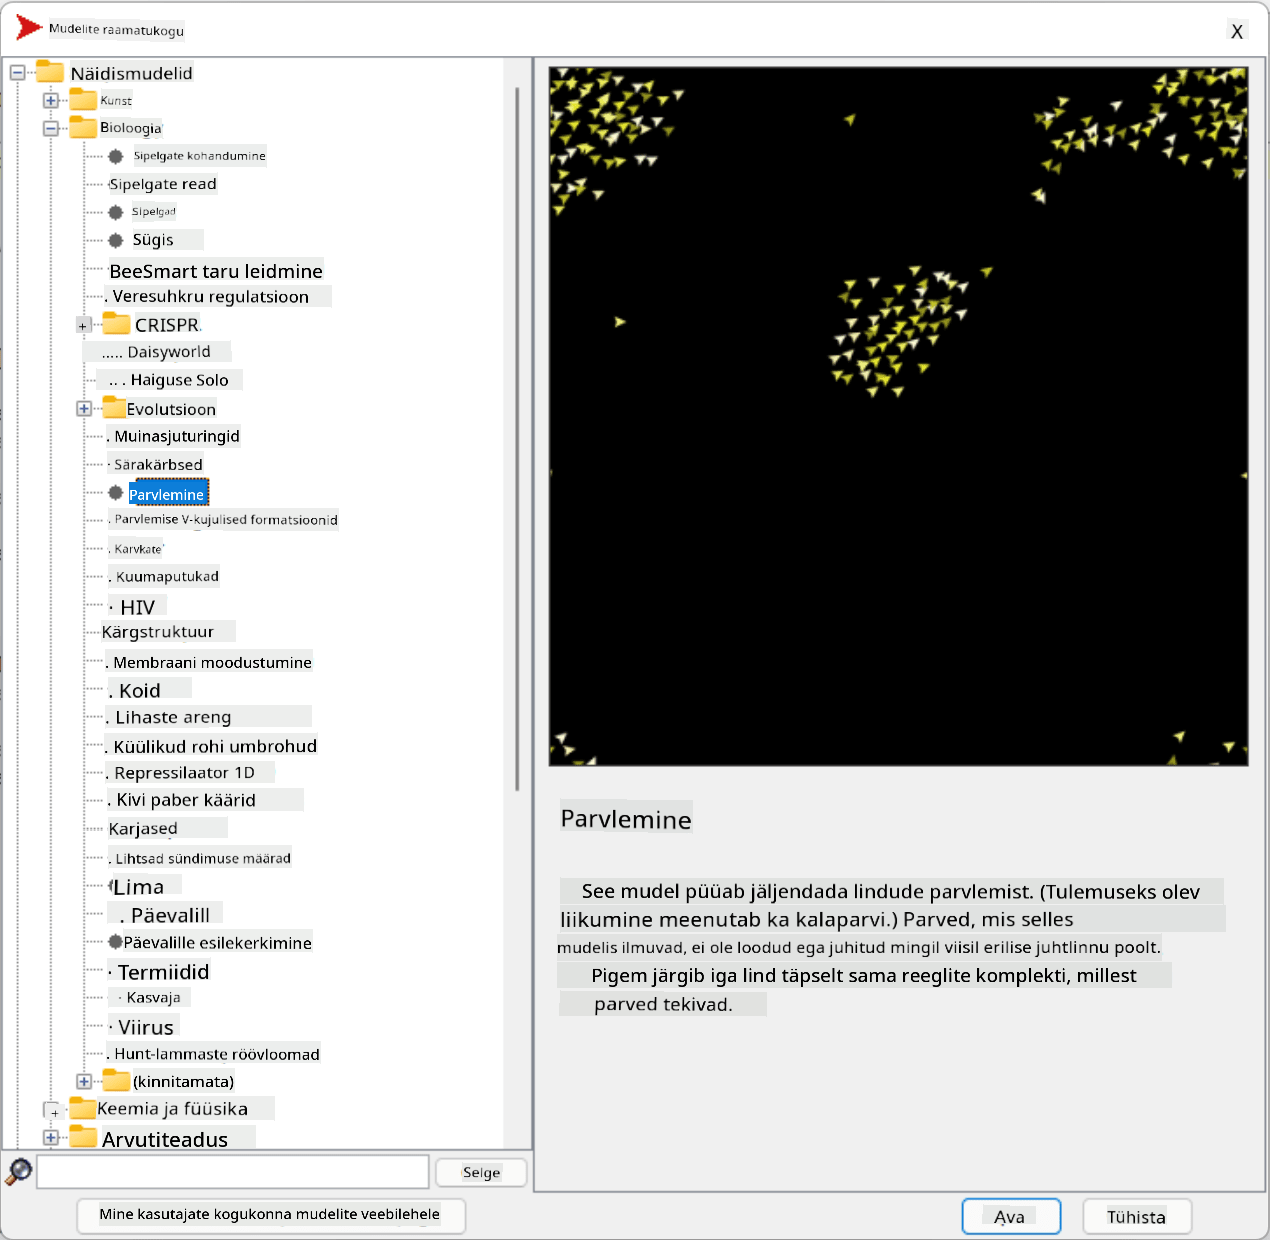 Mudelite raamatukogu
X
Näidismudelid
Kunst
Bioloogia
Sipelgate kohandumine
Sipelgate read
Sipelgad
Sügis
BeeSmart taru leidmine
. Veresuhkru regulatsioon
CRISPR
..... Daisyworld
.. . Haiguse Solo
Evolutsioon
. Muinasjuturingid
· Särakärbsed
Parvlemine
. Parvlemise V-kujulised formatsioonid
. Karvkate
. Kuumaputukad
· HIV
Kärgstruktuur
. Membraani moodustumine
. Koid
. Lihaste areng
. Küülikud rohi umbrohud
. Repressilaator 1D
. Kivi paber käärid
Karjased
. Lihtsad sündimuse määrad
Lima
. Päevalill
Päevalille esilekerkimine
· Termiidid
· Kasvaja
· Viirus
. Hunt-lammaste röövloomad
(kinnitamata)
Keemia ja füüsika
Arvutiteadus
Selge
Mine kasutajate kogukonna mudelite veebilehele
Parvlemine
See mudel püüab jäljendada lindude parvlemist. (Tulemuseks olev
liikumine meenutab ka kalaparvi.) Parved, mis selles
mudelis ilmuvad, ei ole loodud ega juhitud mingil viisil erilise juhtlinnu poolt.
Pigem järgib iga lind täpselt sama reeglite komplekti, millest
parved tekivad.
Ava
Tühista